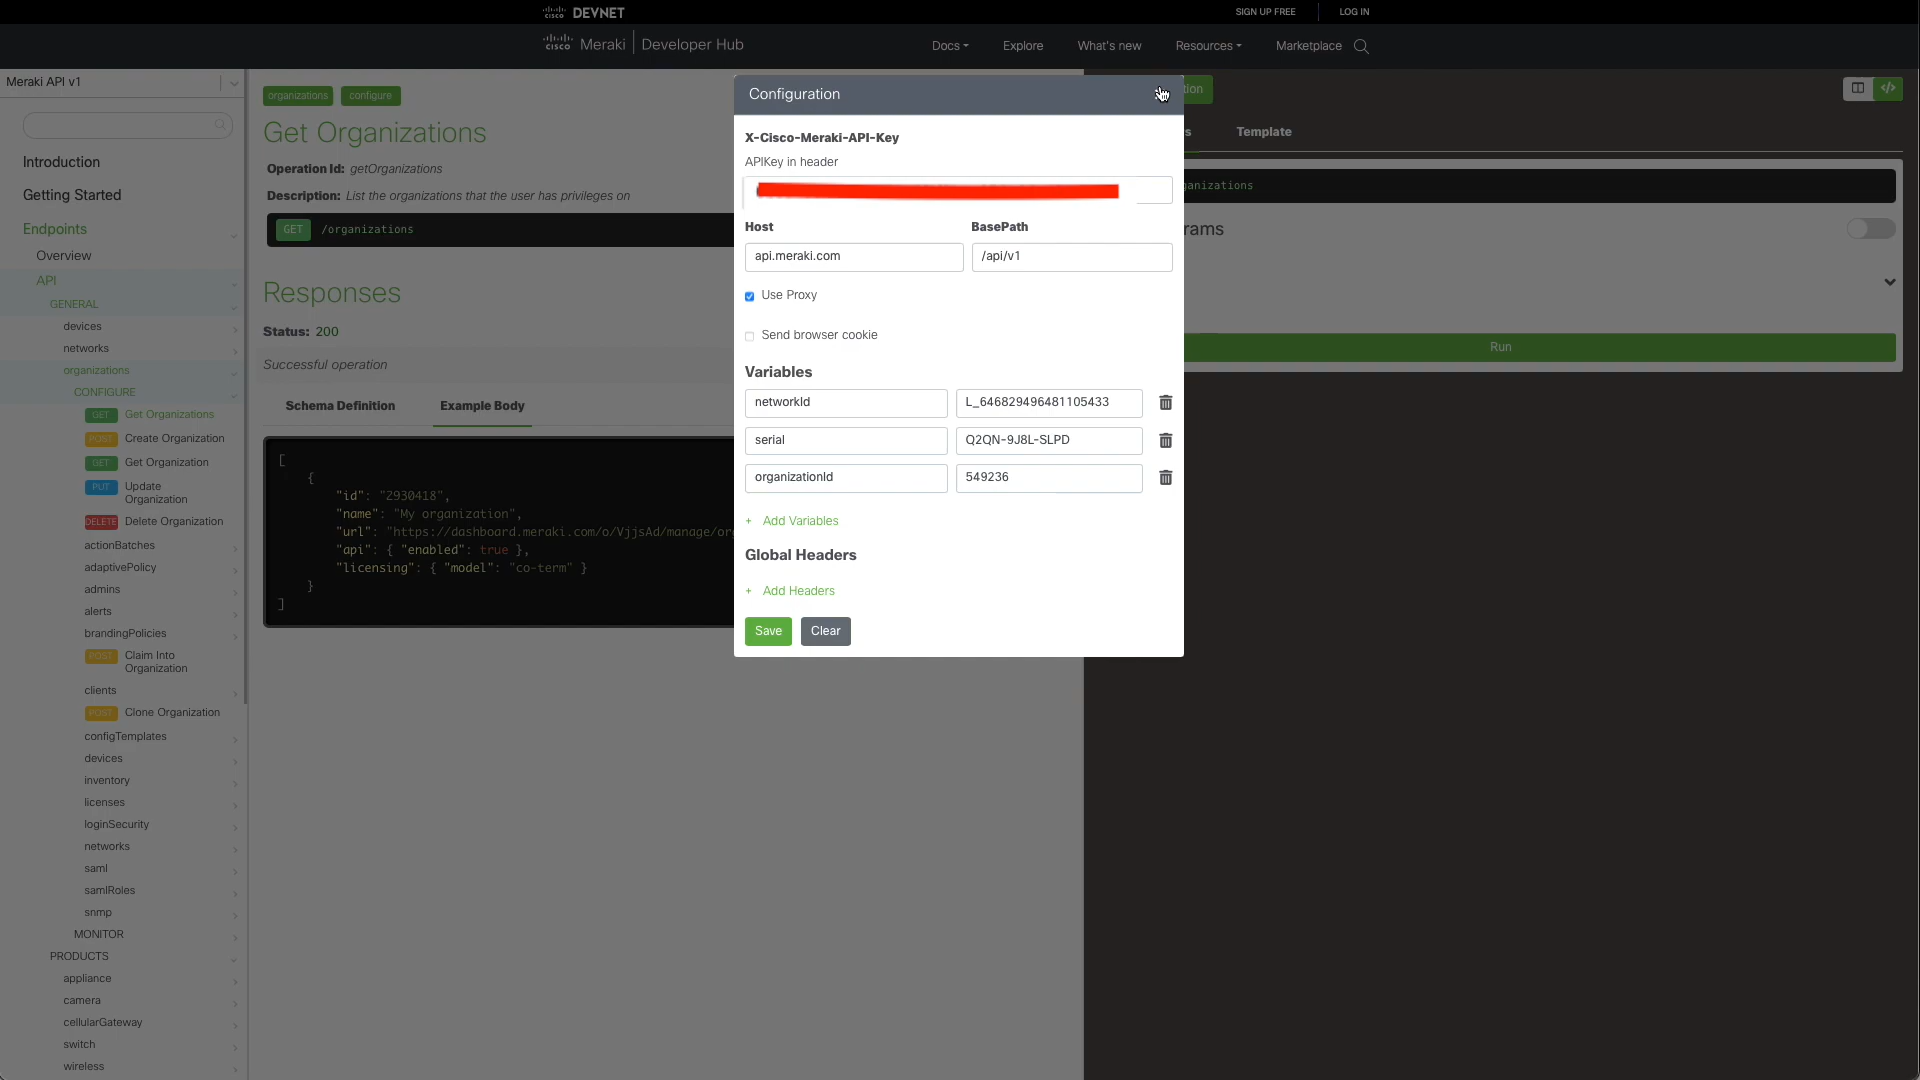 CISCO DEVNET
SIGN UP FREE
LOG IN
CISCO Meraki Developer Hub
Docs
Explore
What's new
Resources
Marketplace
Meraki API v1
Introduction
Getting Started
Endpoints
Overview
API
GENERAL
devices
networks
organizations
CONFIGURE
GET Get Organizations
POST Create Organization
GET Get Organization
PUT Update
Organization
DELETE Delete Organization
actionBatches
adaptivePolicy
admins
alerts
brandingPolicies
POST Claim Into
Organization
clients
POST Clone Organization
configTemplates
devices
inventory
licenses
loginSecurity
networks
saml
samlRoles
snmp
MONITOR
PRODUCTS
appliance
camera
cellularGateway
switch
wireless
organizations
configure
Get Organizations
Operation Id: getOrganizations
Description: List the organizations that the user has privileges on
GET /organizations
Responses
Status: 200
Successful operation
Schema Definition
Example Body
[
{
"id": "2930418",
"name": "My organization",
"url": "https://dashboard.meraki.com/o/VjjsAd/manage/or
"api": { "enabled": true },
"licensing": { "model": "co-term" }
}
]
Configuration
X-Cisco-Meraki-API-Key
APIKey in header
Host
BasePath
api.meraki.com
/api/v1
Use Proxy
Send browser cookie
Variables
networkId
L_646829496481105433
serial
Q2QN-9J8L-SLPD
organizationId
549236
+ Add Variables
Global Headers
+ Add Headers
Save
Clear
tion
</>
s
Template
ganizations
rams
Run